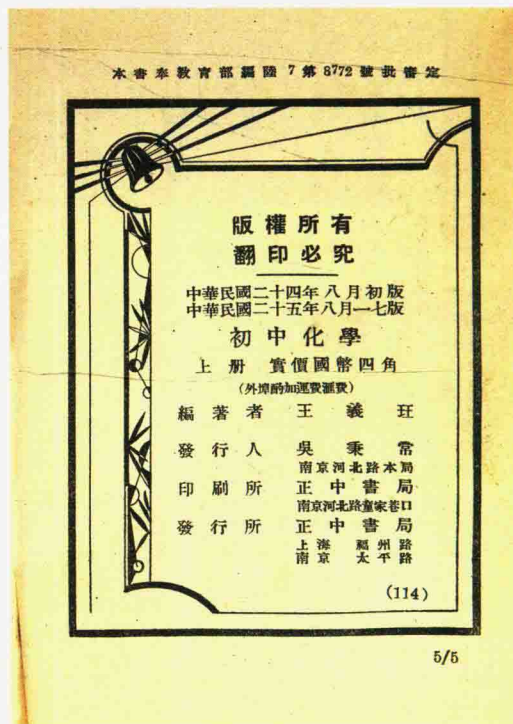 本書奉教育部編陸7第8772號批審定
版權所有
翻印必究
中華民國二十四年八月初版
中華民國二十五年八月一七版
初中化學
上册 實價國幣四角
(外埠酌加運費滙費)
編著者 王義玨
發行人 吳秉常
南京河北路本局
印刷所 正中書局
南京河北路童家巷口
發行所 正中書局
上海 福州路
南京 太平路
(114)
5/5